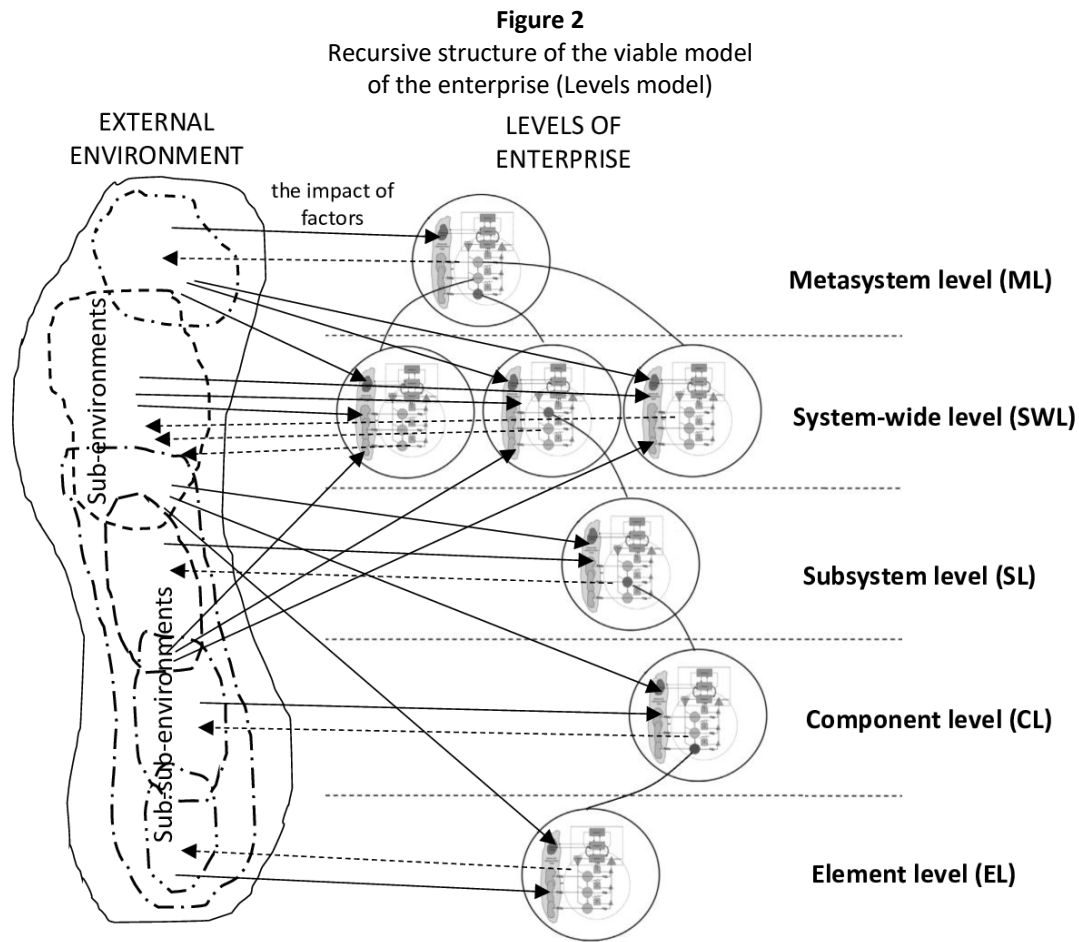 Figure 2
Recursive structure of the viable model
of the enterprise (Levels model)
EXTERNAL
ENVIRONMENT
LEVELS OF
ENTERPRISE
the impact of
factors
Metasystem level (ML)
Sub-environments
System-wide level (SWL)
Subsystem level (SL)
Sub-sub-environments
Component level (CL)
Element level (EL)